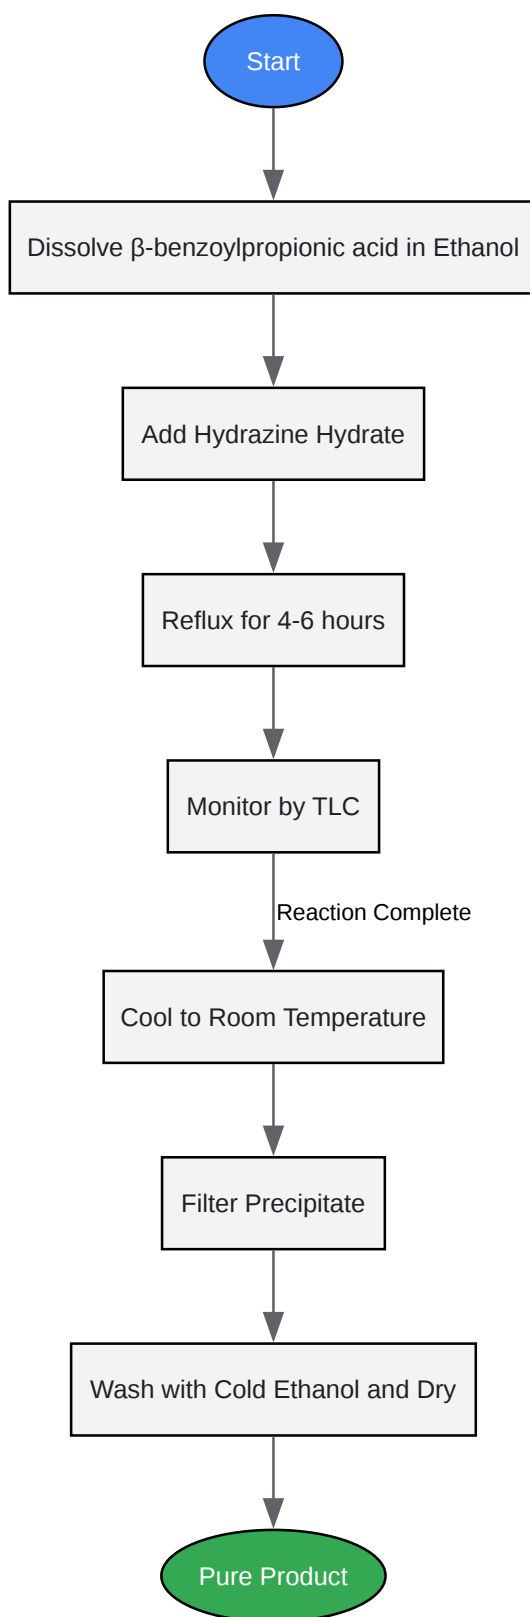 Start
Dissolve β-benzoylpropionic acid in Ethanol
Add Hydrazine Hydrate
Reflux for 4-6 hours
Monitor by TLC
Reaction Complete
Cool to Room Temperature
Filter Precipitate
Wash with Cold Ethanol and Dry
Pure Product